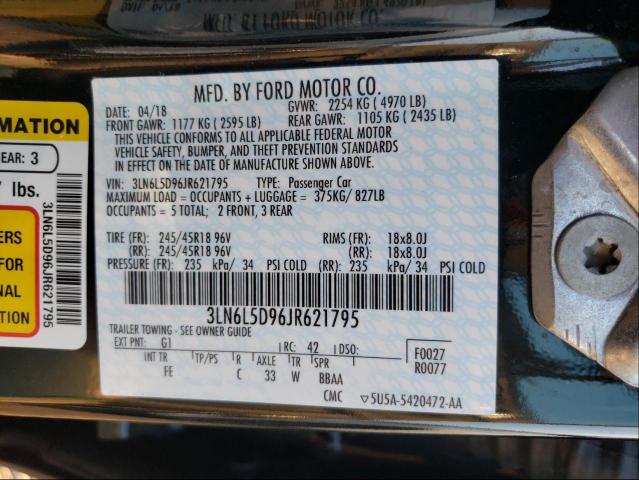 MFD. BY FORD MOTOR CO.
DATE: 04/18 GVWR: 2254 KG ( 4970 LB)
FRONT GAWR: 1177 KG ( 2595 LB) REAR GAWR: 1105 KG ( 2435 LB)
THIS VEHICLE CONFORMS TO ALL APPLICABLE FEDERAL MOTOR
VEHICLE SAFETY, BUMPER, AND THEFT PREVENTION STANDARDS
IN EFFECT ON THE DATE OF MANUFACTURE SHOWN ABOVE.
VIN: 3LN6L5D96JR621795 TYPE: Passenger Car
MAXIMUM LOAD = OCCUPANTS + LUGGAGE = 375KG/ 827LB
OCCUPANTS = 5 TOTAL; 2 FRONT, 3 REAR
TIRE (FR): 245/45R18 96V RIMS (FR): 18x8.0J
(RR): 245/45R18 96V (RR): 18x8.0J
PRESSURE (FR): 235 kPa/ 34 PSI COLD (RR): 235 kPa/ 34 PSI COLD
3LN6L5D96JR621795
TRAILER TOWING - SEE OWNER GUIDE
EXT PNT: G1 RC: 42 DSO: F0027
INT TR TP/PS R AXLE TR SPR R0077
FE C 33 W BBAA
CMC 5U5A-5420472-AA
MATION
EAR: 3
lbs.
ERS
FOR
NAL
N
3LN6L5D96JR621795